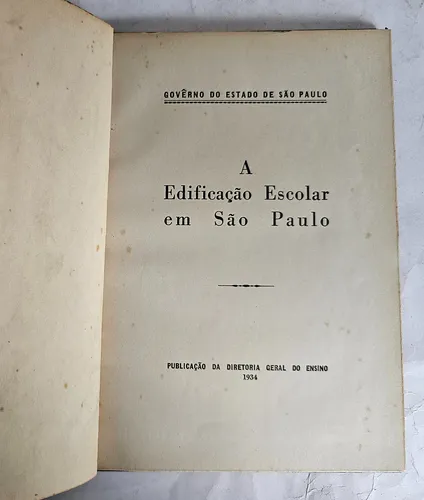 GOVÊRNO DO ESTADO DE SÃO PAULO
A
Edificação Escolar
em São Paulo
PUBLICAÇÃO DA DIRETORIA GERAL DO ENSINO
1934